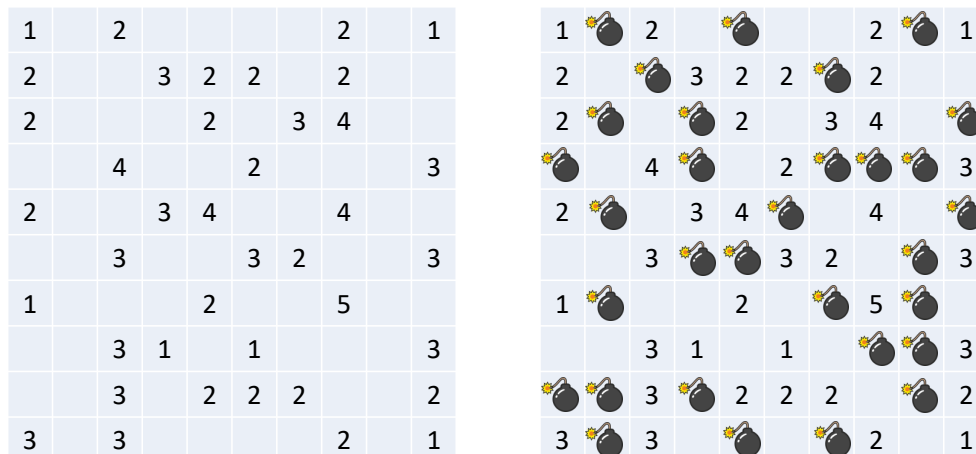 1 2 2 1 1 2 2 1
2 3 2 2 2 2 3 2 2 2
2 2 3 4 2 2 3 4
4 2 3 4 2 3
2 3 4 4 2 3 4 4
3 3 2 3 3 3 2 3
1 2 5 1 2 5
3 1 1 3 3 1 1 3
3 2 2 2 2 3 2 2 2 2
3 3 2 1 3 3 2 1